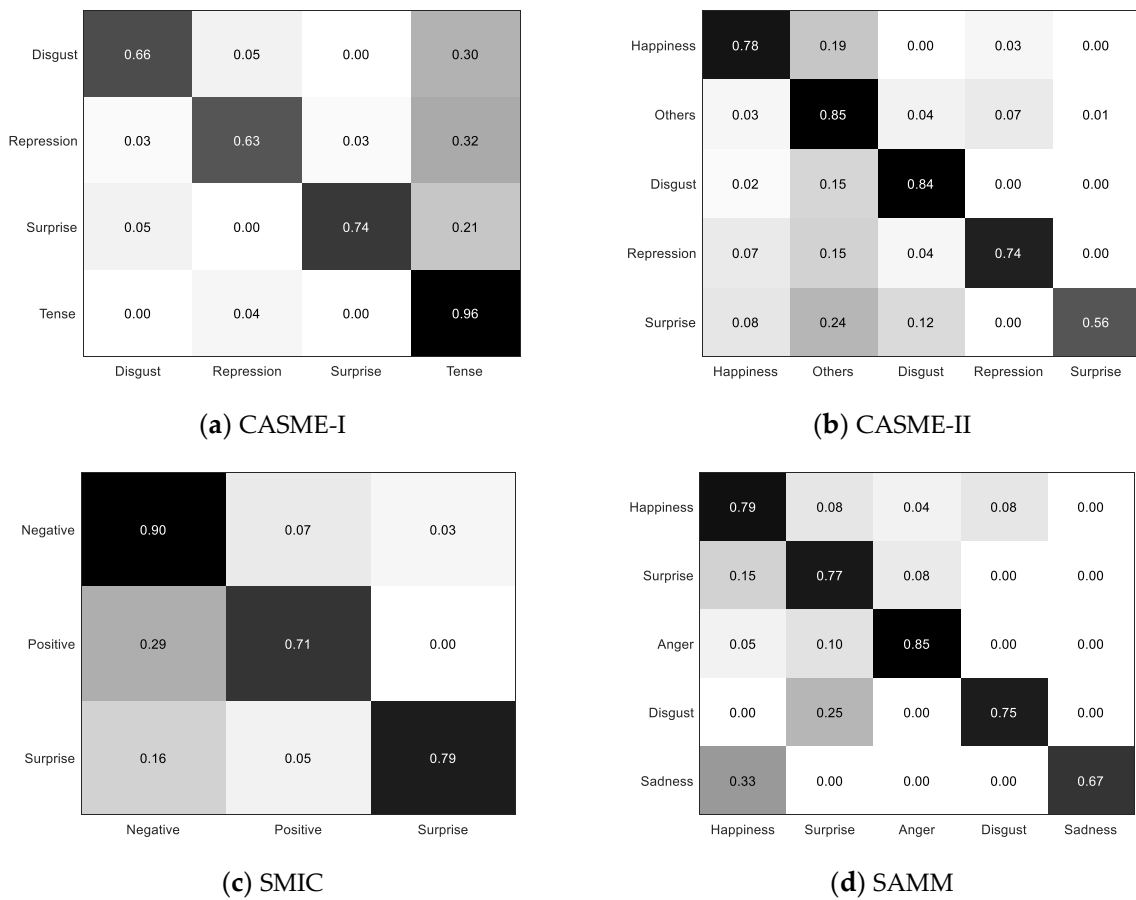 Disgust 0.66 0.05 0.00 0.30
Repression 0.03 0.63 0.03 0.32
Surprise 0.05 0.00 0.74 0.21
Tense 0.00 0.04 0.00 0.96
Disgust Repression Surprise Tense
(a) CASME-I
Happiness 0.78 0.19 0.00 0.03 0.00
Others 0.03 0.85 0.04 0.07 0.01
Disgust 0.02 0.15 0.84 0.00 0.00
Repression 0.07 0.15 0.04 0.74 0.00
Surprise 0.08 0.24 0.12 0.00 0.56
Happiness Others Disgust Repression Surprise
(b) CASME-II
Negative 0.90 0.07 0.03
Positive 0.29 0.71 0.00
Surprise 0.16 0.05 0.79
Negative Positive Surprise
(c) SMIC
Happiness 0.79 0.08 0.04 0.08 0.00
Surprise 0.15 0.77 0.08 0.00 0.00
Anger 0.05 0.10 0.85 0.00 0.00
Disgust 0.00 0.25 0.00 0.75 0.00
Sadness 0.33 0.00 0.00 0.00 0.67
Happiness Surprise Anger Disgust Sadness
(d) SAMM